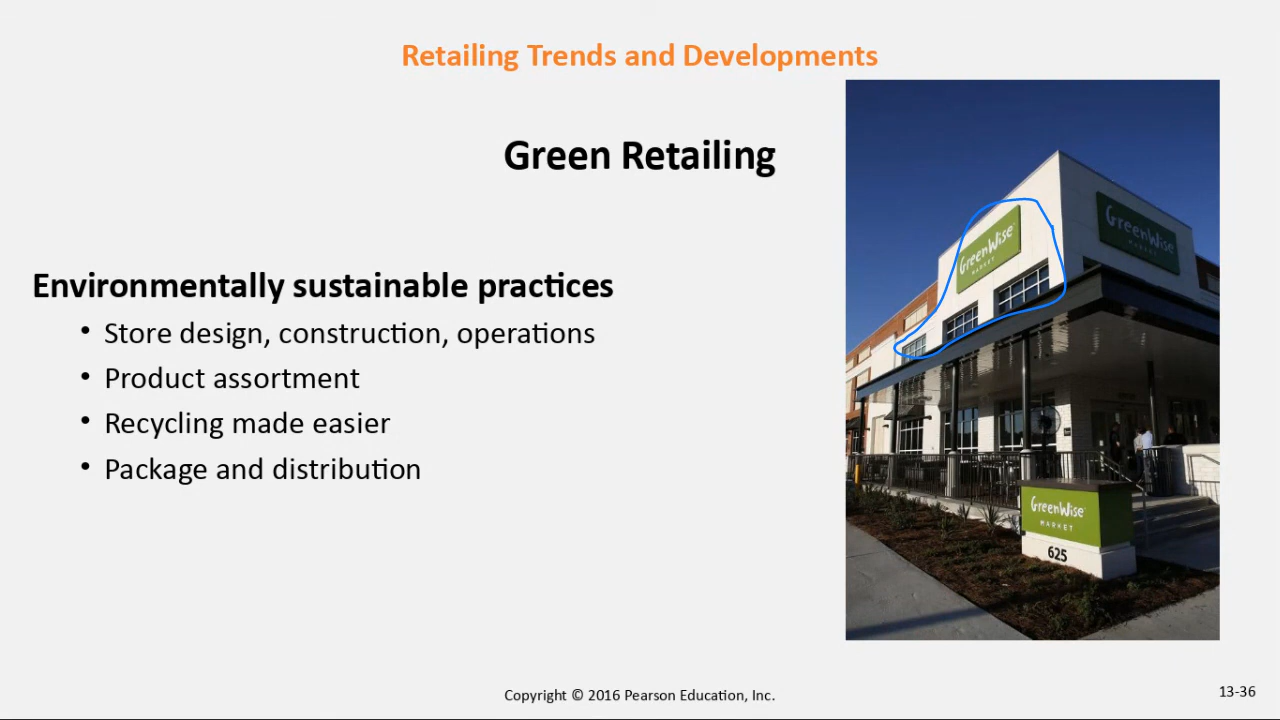 Retailing Trends and Developments
Green Retailing
Environmentally sustainable practices
• Store design, construction, operations
• Product assortment
• Recycling made easier
• Package and distribution
GreenWise
MARKET
GreenWise
MARKET
GreenWise
MARKET
625
Copyright © 2016 Pearson Education, Inc.
13-36